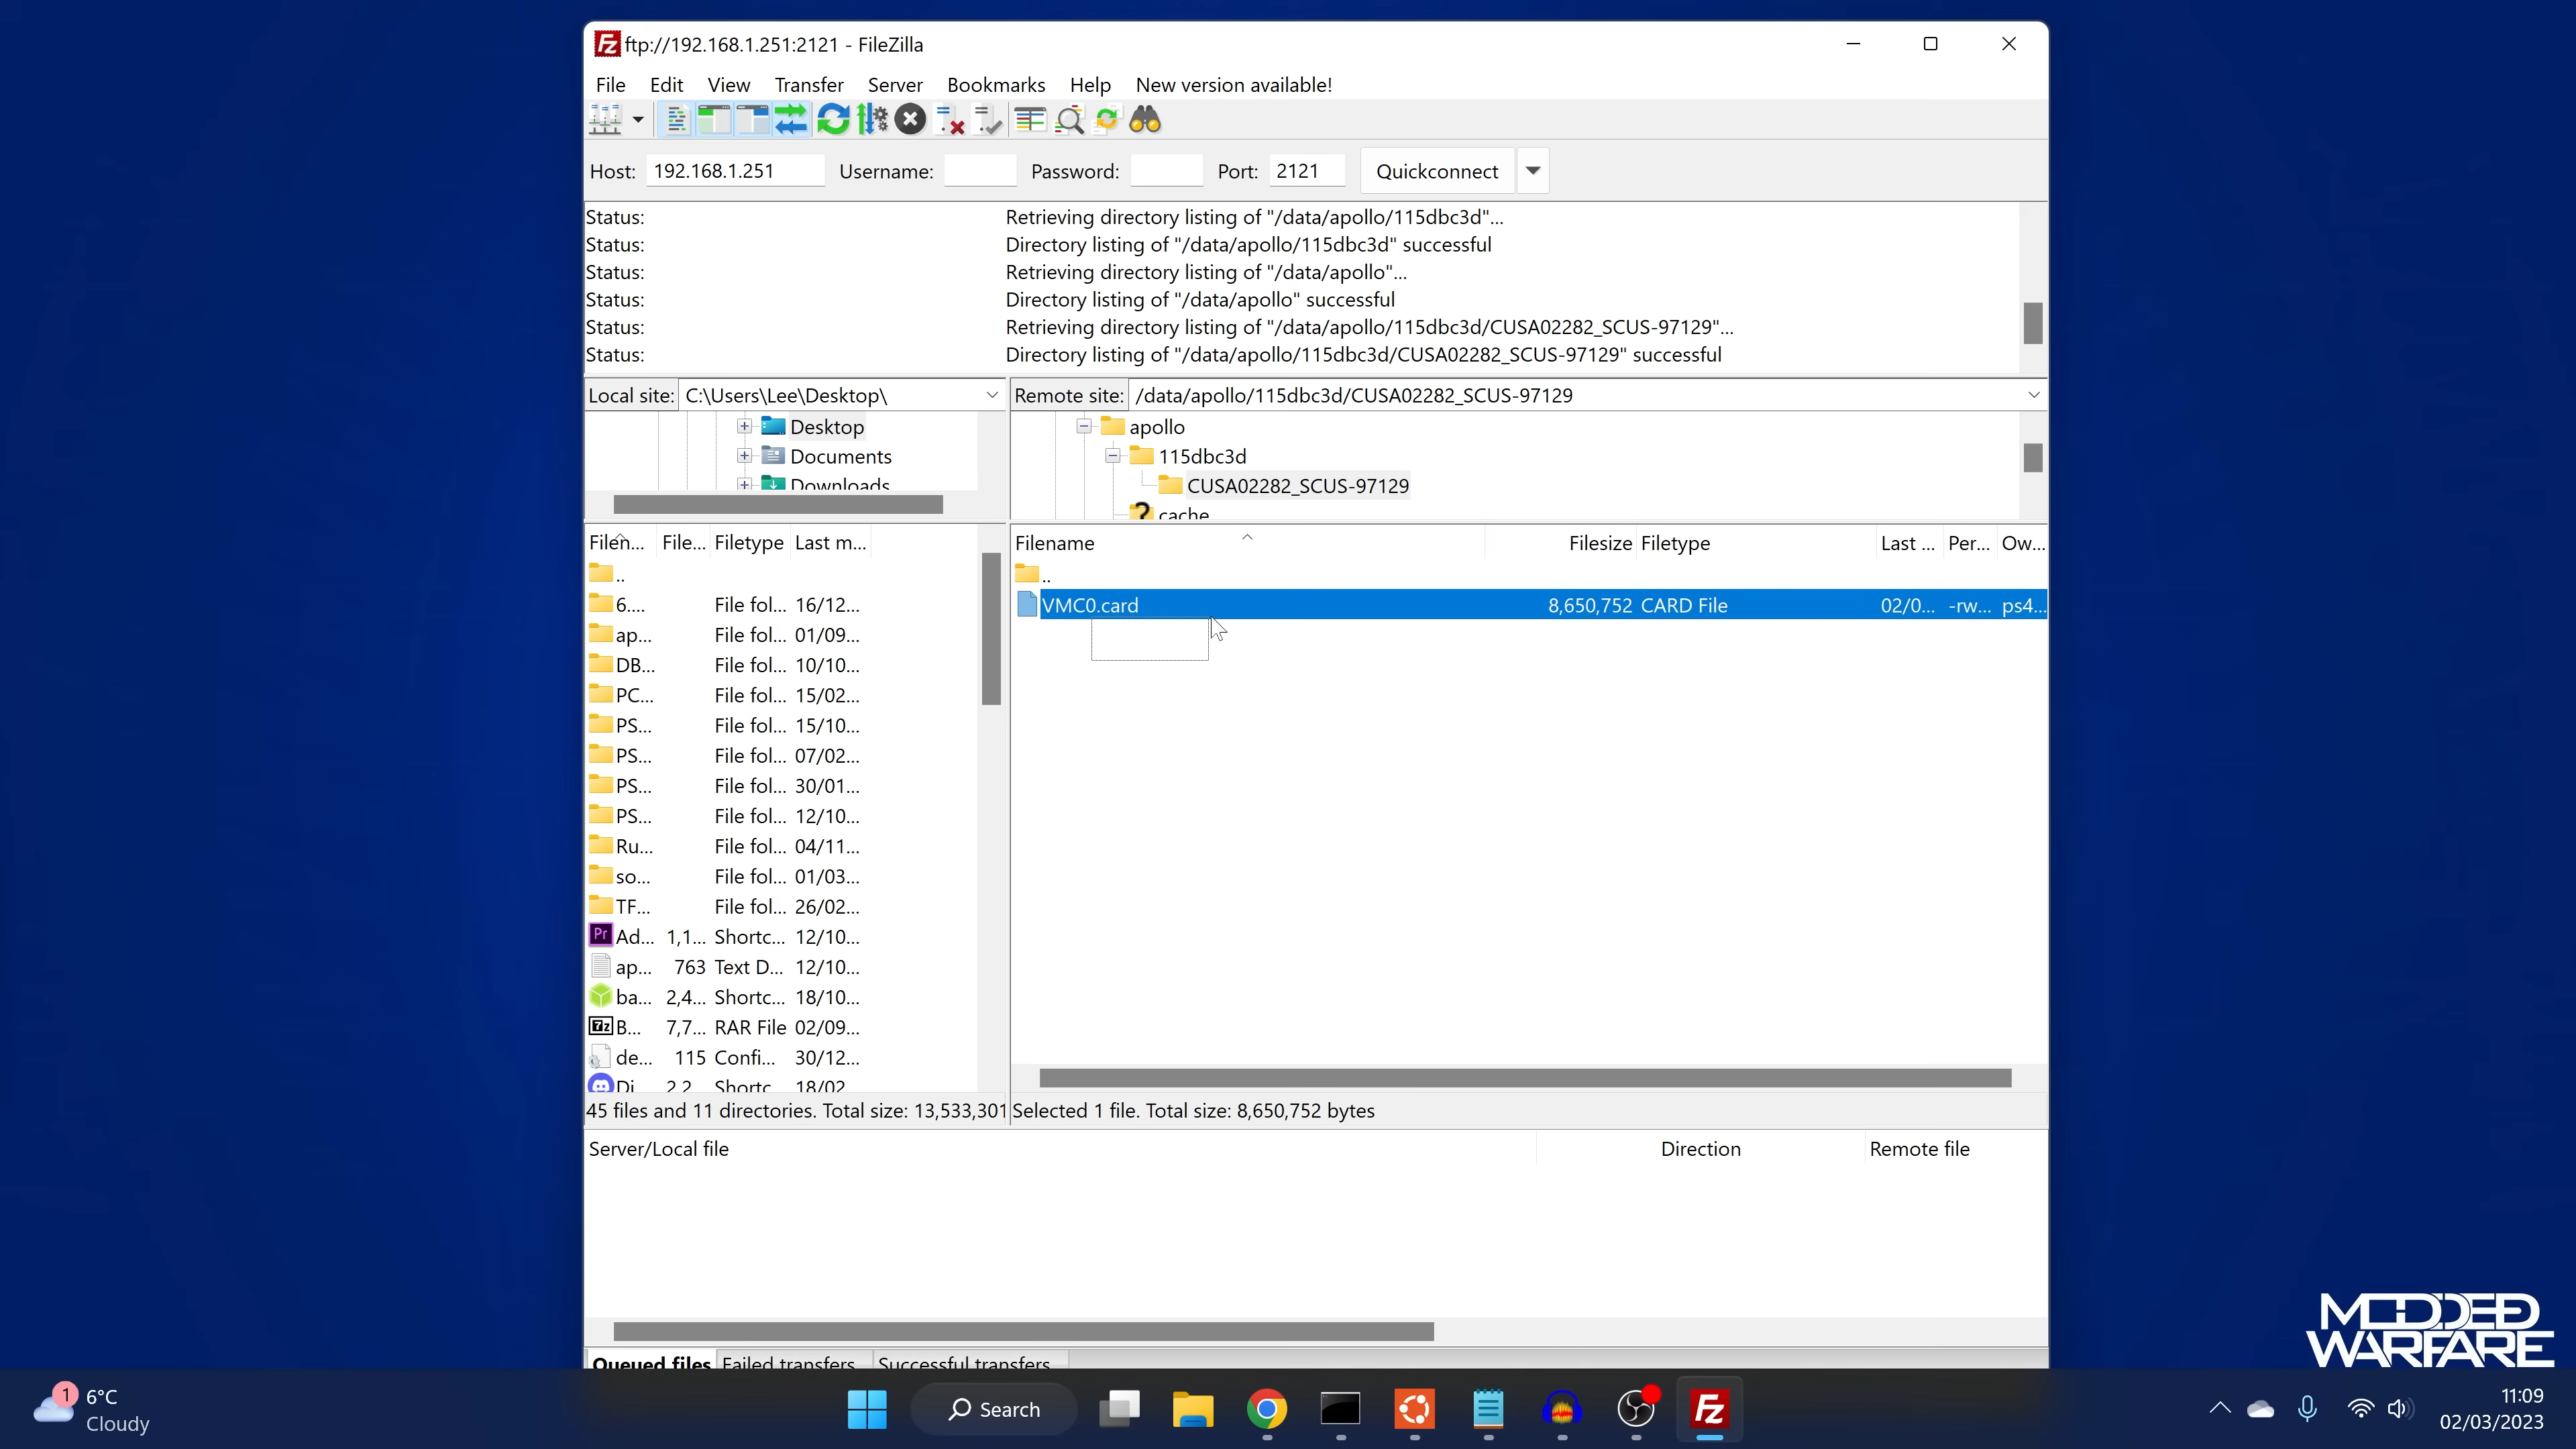 ftp://192.168.1.251:2121 - FileZilla
File Edit View Transfer Server Bookmarks Help New version available!
Host: 192.168.1.251 Username: Password: Port: 2121 Quickconnect
Status: Retrieving directory listing of "/data/apollo/115dbc3d"...
Status: Directory listing of "/data/apollo/115dbc3d" successful
Status: Retrieving directory listing of "/data/apollo"...
Status: Directory listing of "/data/apollo" successful
Status: Retrieving directory listing of "/data/apollo/115dbc3d/CUSA02282_SCUS-97129"...
Status: Directory listing of "/data/apollo/115dbc3d/CUSA02282_SCUS-97129" successful
Local site: C:\Users\Lee\Desktop\
Desktop
Documents
Downloads
Remote site: /data/apollo/115dbc3d/CUSA02282_SCUS-97129
apollo
115dbc3d
CUSA02282_SCUS-97129
? cache
Filen... File... Filetype Last m...
..
6.... File fol... 16/12...
ap... File fol... 01/09...
DB... File fol... 10/10...
PC... File fol... 15/02...
PS... File fol... 15/10...
PS... File fol... 07/02...
PS... File fol... 30/01...
PS... File fol... 12/10...
Ru... File fol... 04/11...
so... File fol... 01/03...
TF... File fol... 26/02...
Pr Ad... 1,1... Shortc... 12/10...
ap... 763 Text D... 12/10...
ba... 2,4... Shortc... 18/10...
7z B... 7,7... RAR File 02/09...
de... 115 Confi... 30/12...
Di 2,2 Shortc 18/02
45 files and 11 directories. Total size: 13,533,301
Filename Filesize Filetype Last ... Per... Ow...
..
VMC0.card 8,650,752 CARD File 02/0... -rw... ps4...
Selected 1 file. Total size: 8,650,752 bytes
Server/Local file Direction Remote file
Queued files Failed transfers Successful transfers
MODDED
WARFARE
1 6°C
Cloudy
Search
Fz
11:09
02/03/2023